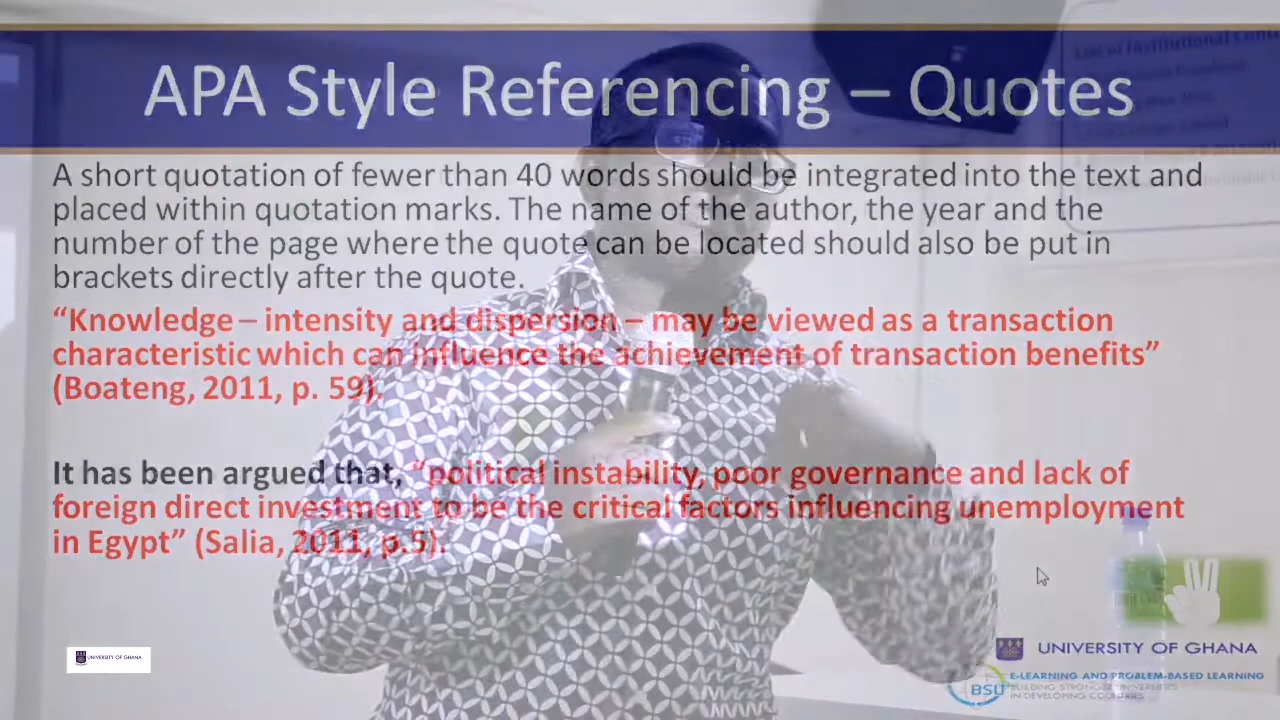 List of Institutional
APA Style Referencing – Quotes
A short quotation of fewer than 40 words should be integrated into the text and
placed within quotation marks. The name of the author, the year and the
number of the page where the quote can be located should also be put in
brackets directly after the quote.
“Knowledge – intensity and dispersion – may be viewed as a transaction
characteristic which can influence the achievement of transaction benefits”
(Boateng, 2011, p. 59).
It has been argued that, “political instability, poor governance and lack of
foreign direct investment to be the critical factors influencing unemployment
in Egypt” (Salia, 2011, p.5).
UNIVERSITY OF GHANA
UNIVERSITY OF GHANA
BSU
E-LEARNING AND PROBLEM-BASED LEARNING
BUILDING STRONGER UNIVERSITIES
IN DEVELOPING COUNTRIES